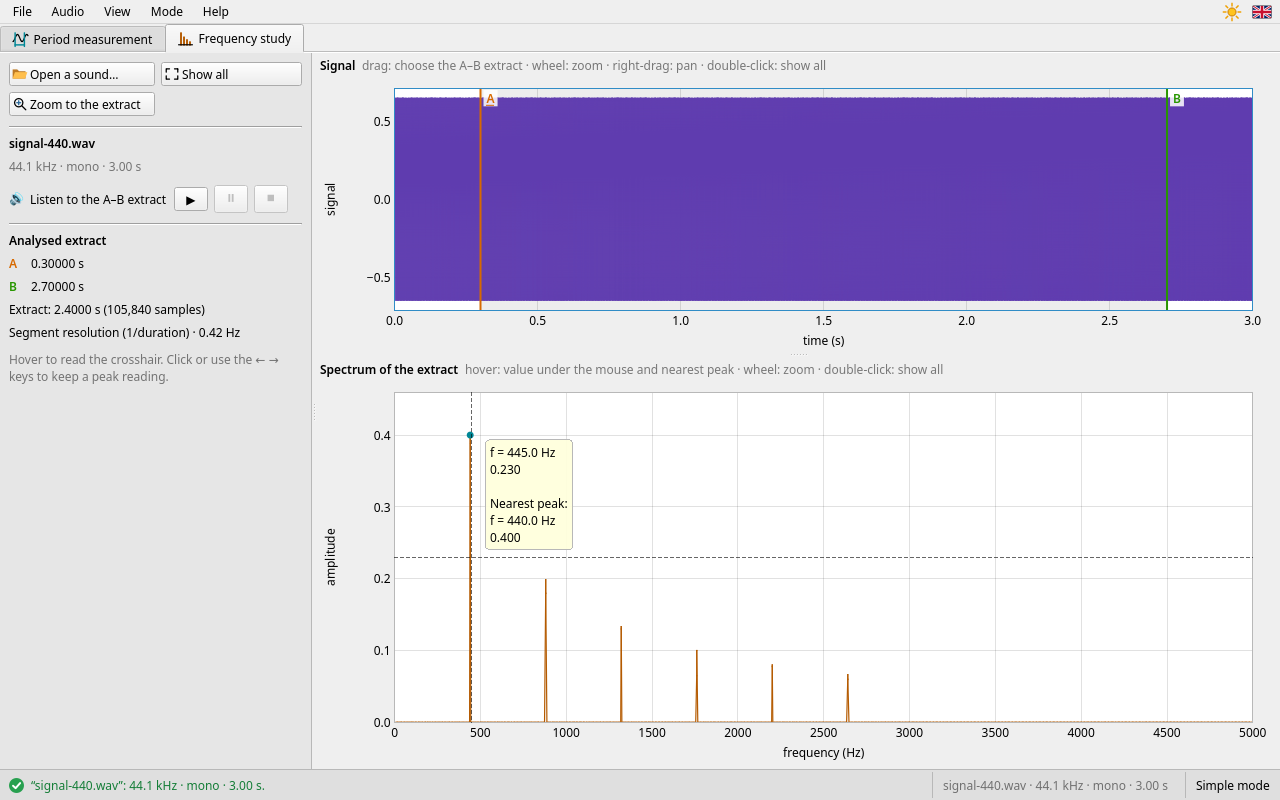 File Audio View Mode Help
Period measurement Frequency study
Open a sound... Show all
Zoom to the extract
signal-440.wav
44.1 kHz · mono · 3.00 s
Listen to the A–B extract
Analysed extract
A 0.30000 s
B 2.70000 s
Extract: 2.4000 s (105,840 samples)
Segment resolution (1/duration) · 0.42 Hz
Hover to read the crosshair. Click or use the ← →
keys to keep a peak reading.
Signal drag: choose the A–B extract · wheel: zoom · right-drag: pan · double-click: show all
A B
0.5
0.0
−0.5
signal
0.0 0.5 1.0 1.5 2.0 2.5 3.0
time (s)
Spectrum of the extract hover: value under the mouse and nearest peak · wheel: zoom · double-click: show all
f = 445.0 Hz
0.230
Nearest peak:
f = 440.0 Hz
0.400
0.4
0.3
0.2
0.1
0.0
amplitude
0 500 1000 1500 2000 2500 3000 3500 4000 4500 5000
frequency (Hz)
“signal-440.wav”: 44.1 kHz · mono · 3.00 s.
signal-440.wav · 44.1 kHz · mono · 3.00 s
Simple mode